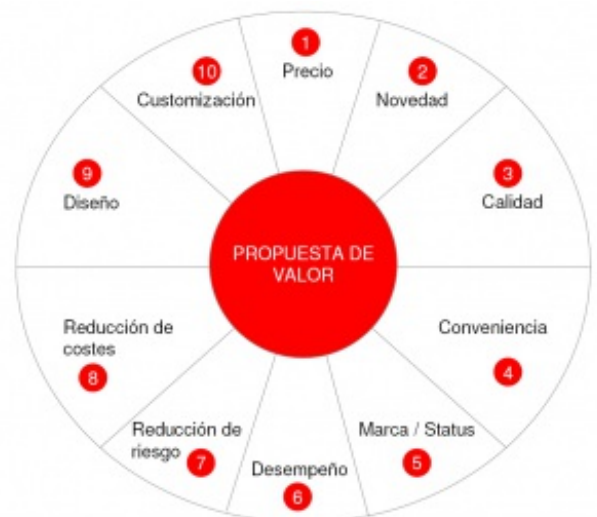 1
Precio
2
Novedad
3
Calidad
Conveniencia
4
Marca / Status
5
Desempeño
6
Reducción de
riesgo
7
Reducción de
costes
8
9
Diseño
10
Customización
PROPUESTA DE
VALOR